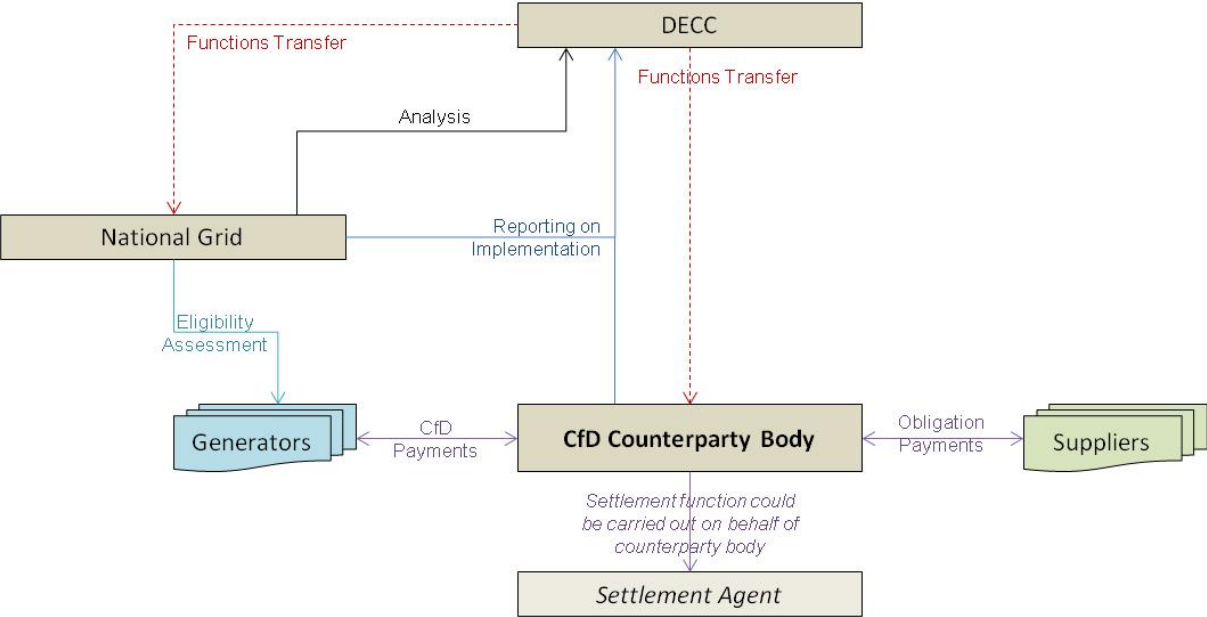 DECC
Functions Transfer
Functions Transfer
Analysis
National Grid
Reporting on
Implementation
Eligibility
Assessment
Generators
CfD
Payments
CfD Counterparty Body
Obligation
Payments
Suppliers
Settlement function could
be carried out on behalf of
counterparty body
Settlement Agent